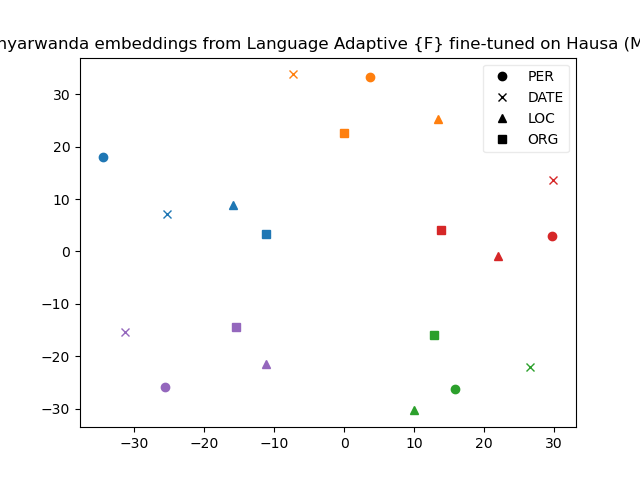 nyarwanda embeddings from Language Adaptive {F} fine-tuned on Hausa (M
PER
DATE
LOC
ORG
30
20
10
0
−10
−20
−30
−30 −20 −10 0 10 20 30